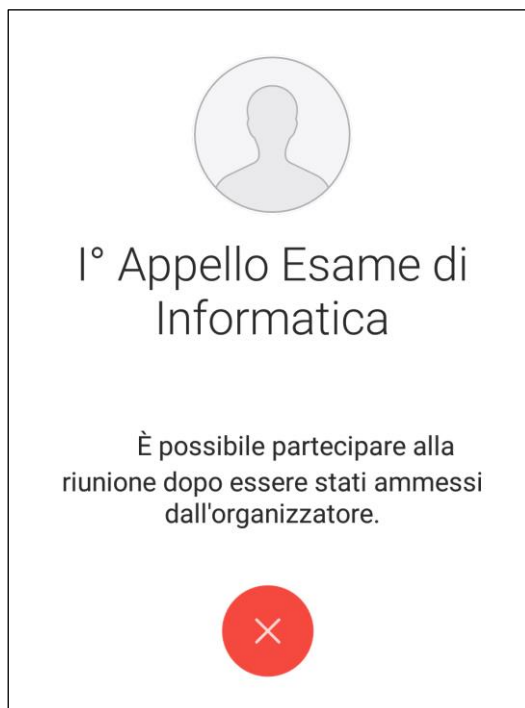 I° Appello Esame di
Informatica
È possibile partecipare alla
riunione dopo essere stati ammessi
dall'organizzatore.